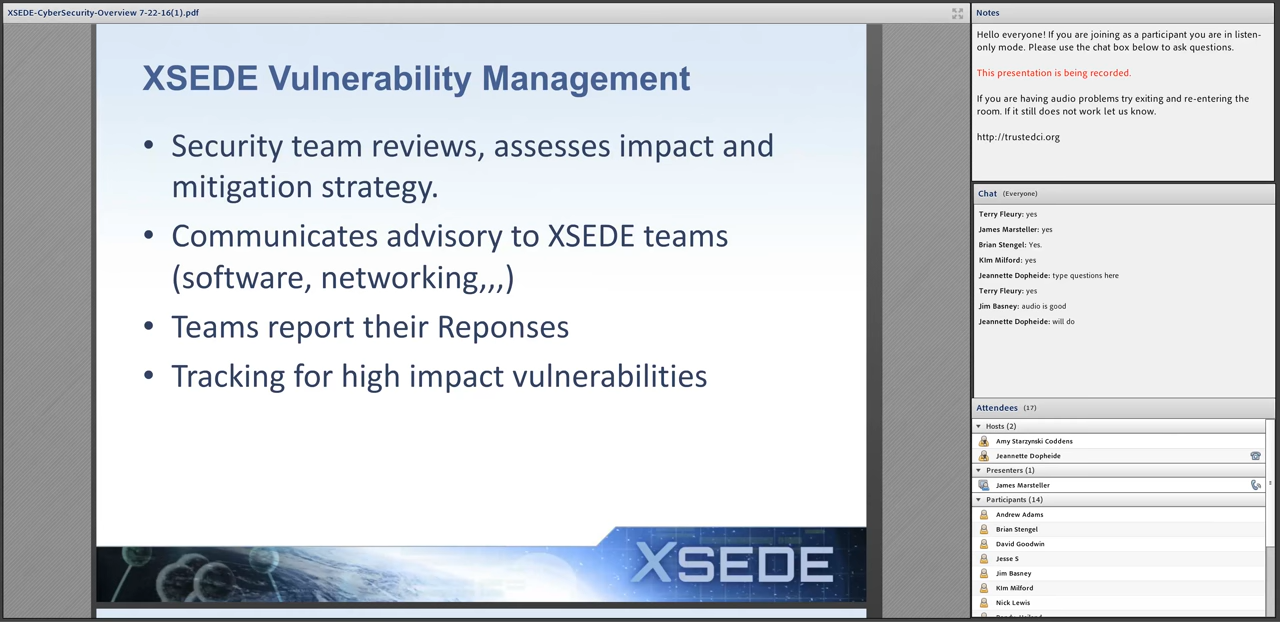 XSEDE-CyberSecurity-Overview 7-22-16(1).pdf
XSEDE Vulnerability Management
• Security team reviews, assesses impact and
mitigation strategy.
• Communicates advisory to XSEDE teams
(software, networking,,,)
• Teams report their Reponses
• Tracking for high impact vulnerabilities
XSEDE
Notes
Hello everyone! If you are joining as a participant you are in listen-
only mode. Please use the chat box below to ask questions.
This presentation is being recorded.
If you are having audio problems try exiting and re-entering the
room. If it still does not work let us know.
http://trustedci.org
Chat (Everyone)
Terry Fleury: yes
James Marsteller: yes
Brian Stengel: Yes.
KIm Milford: yes
Jeannette Dopheide: type questions here
Terry Fleury: yes
Jim Basney: audio is good
Jeannette Dopheide: will do
Attendees (17)
Hosts (2)
Amy Starzynski Coddens
Jeannette Dopheide
Presenters (1)
James Marsteller
Participants (14)
Andrew Adams
Brian Stengel
David Goodwin
Jesse S
Jim Basney
KIm Milford
Nick Lewis